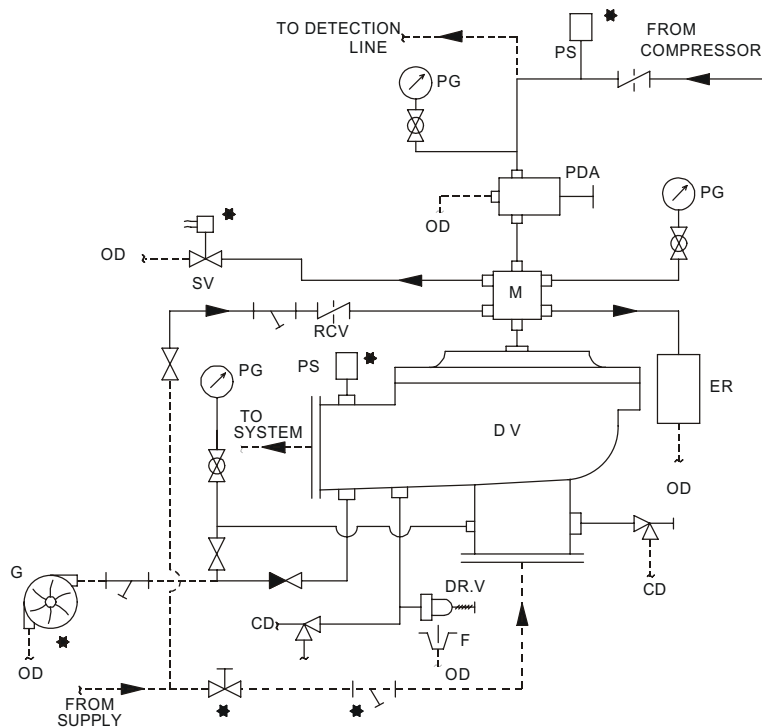 TO DETECTION
LINE
PS
FROM
COMPRESSOR
PG
PDA
PG
OD
OD
SV
M
RCV
PG
PS
ER
TO
SYSTEM
D V
OD
G
DR.V
CD
CD
F
OD
OD
FROM
SUPPLY